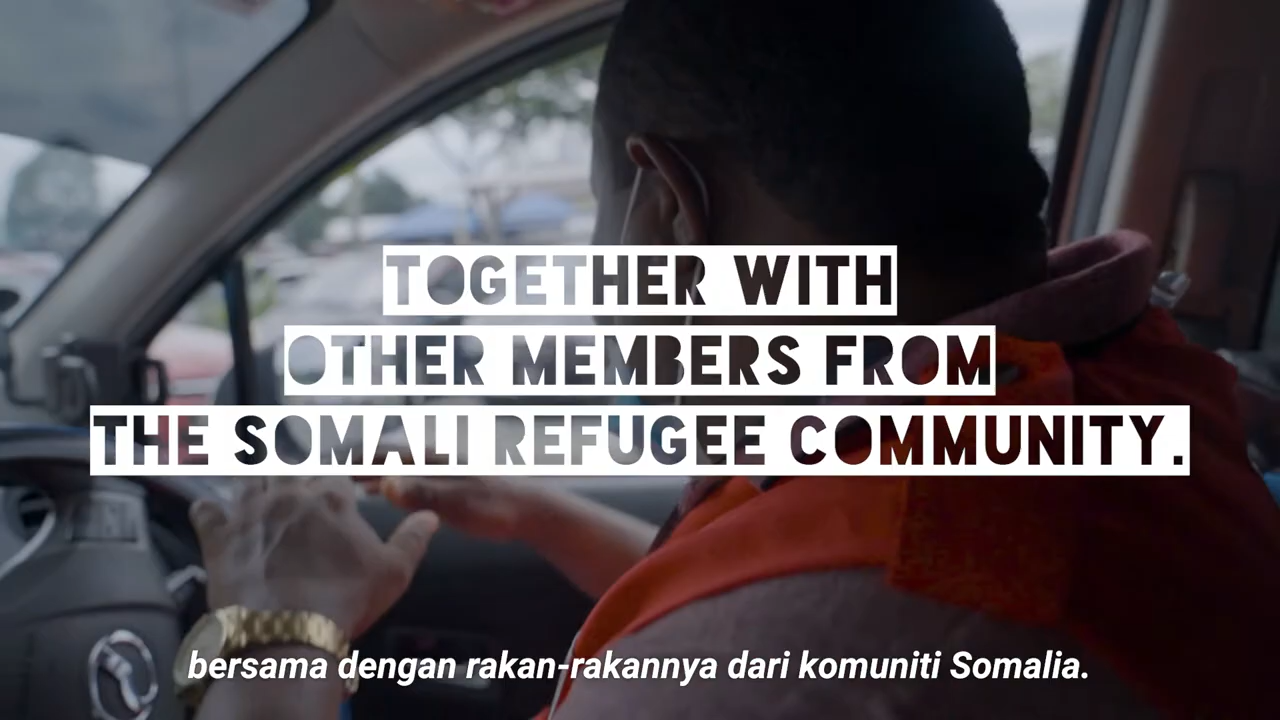 TOGETHER WITH
OTHER MEMBERS FROM
THE SOMALI REFUGEE COMMUNITY.
bersama dengan rakan-rakannya dari komuniti Somalia.